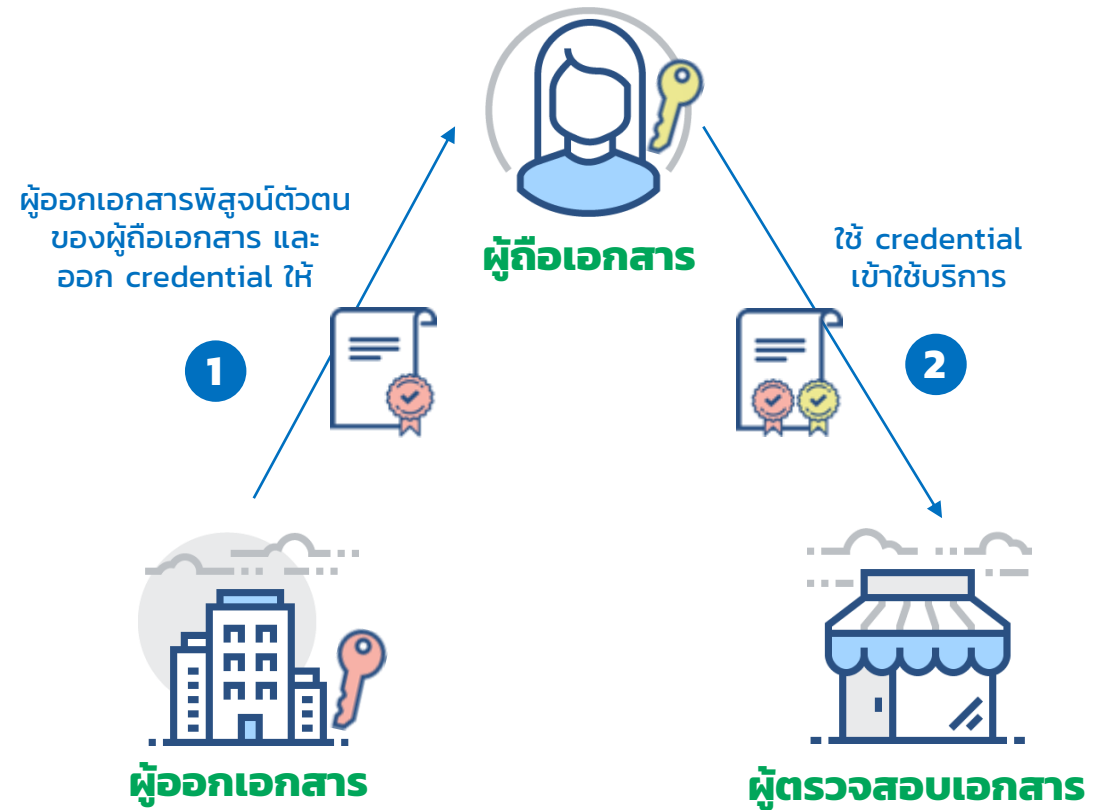 ผู้ออกเอกสารพิสูจน์ตัวตน
ของผู้ถือเอกสาร และ
ออก credential ให้
1
ผู้ถือเอกสาร
ใช้ credential
เข้าใช้บริการ
2
ผู้ออกเอกสาร
ผู้ตรวจสอบเอกสาร